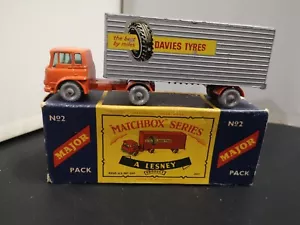 the best
by miles
DAVIES TYRES
No2
MAJOR
PACK
MATCHBOX SERIES
A LESNEY
No2
MAJOR
PACK